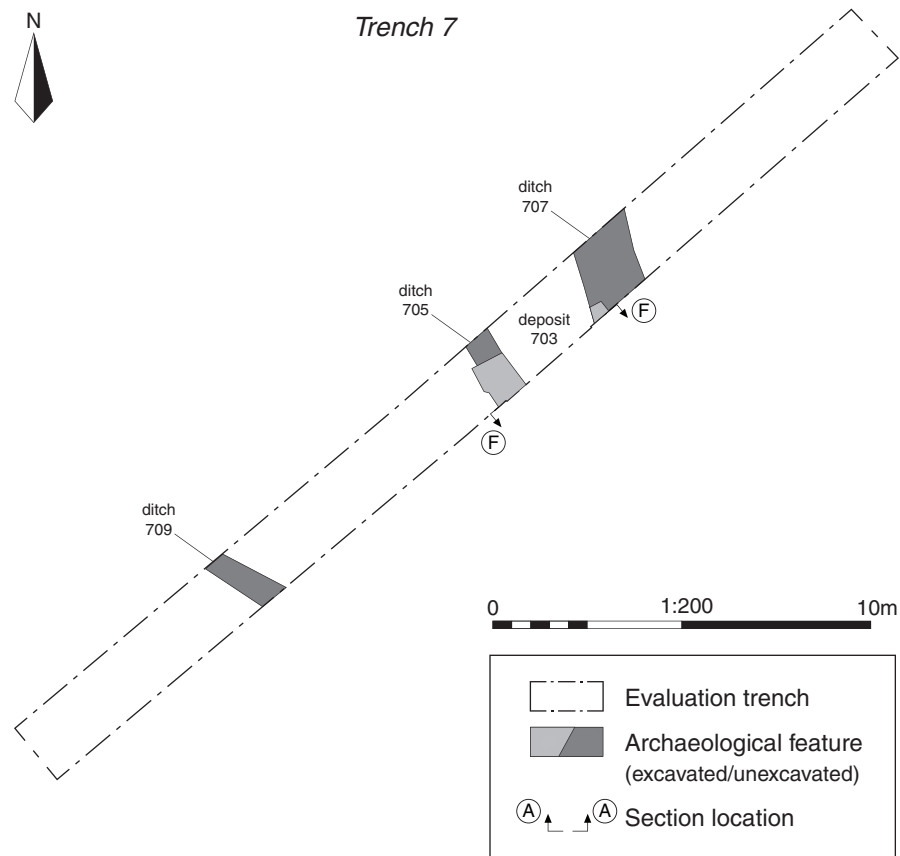 N
Trench 7
ditch
707
ditch
705
deposit
703
F
F
ditch
709
0 1:200 10m
Evaluation trench
Archaeological feature
(excavated/unexcavated)
A A Section location